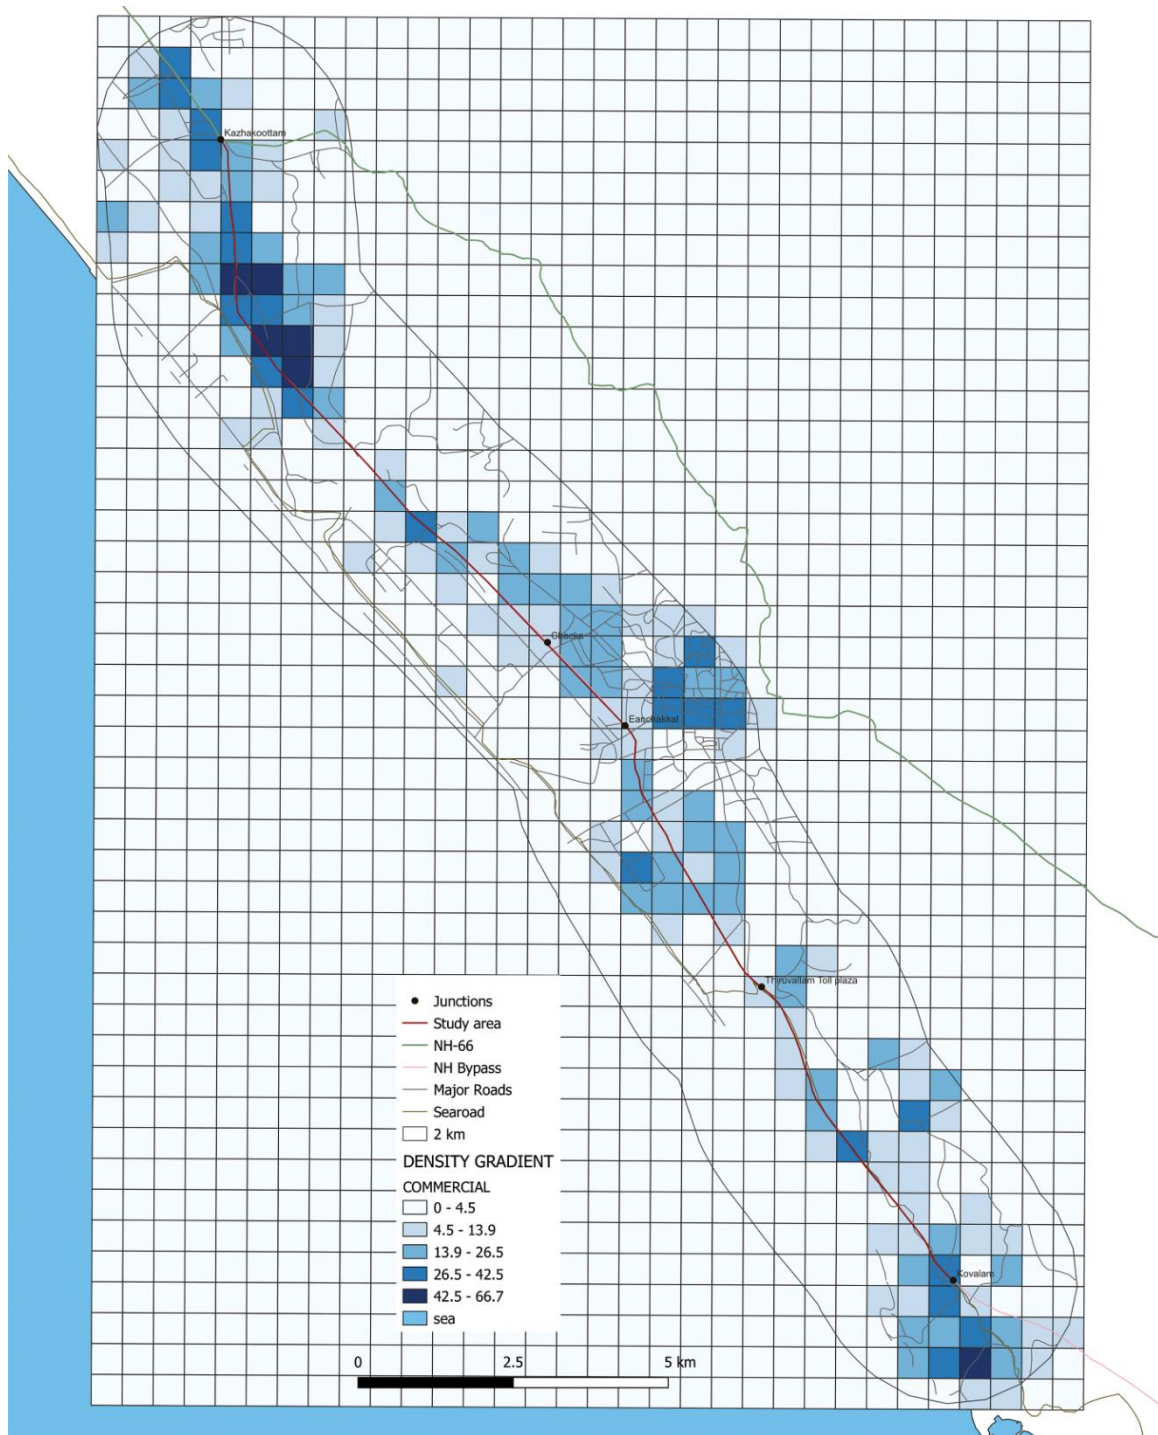 Kazhakoottam
Chacka
Eanchakkal
Thiruvallam Toll plaza
Kovalam
Junctions
Study area
NH-66
NH Bypass
Major Roads
Searoad
2 km
DENSITY GRADIENT
COMMERCIAL
0 - 4.5
4.5 - 13.9
13.9 - 26.5
26.5 - 42.5
42.5 - 66.7
sea
0 2.5 5 km